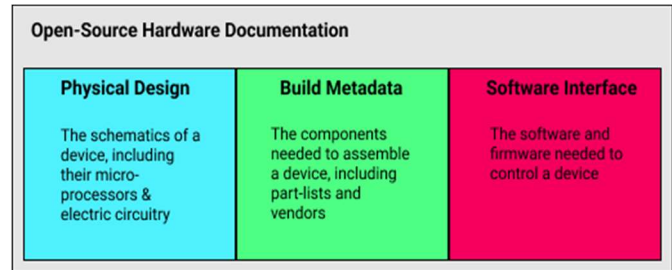 Open-Source Hardware Documentation
Physical Design
The schematics of a
device, including
their micro-
processors &
electric circuitry
Build Metadata
The components
needed to assemble
a device, including
part-lists and
vendors
Software Interface
The software and
firmware needed to
control a device